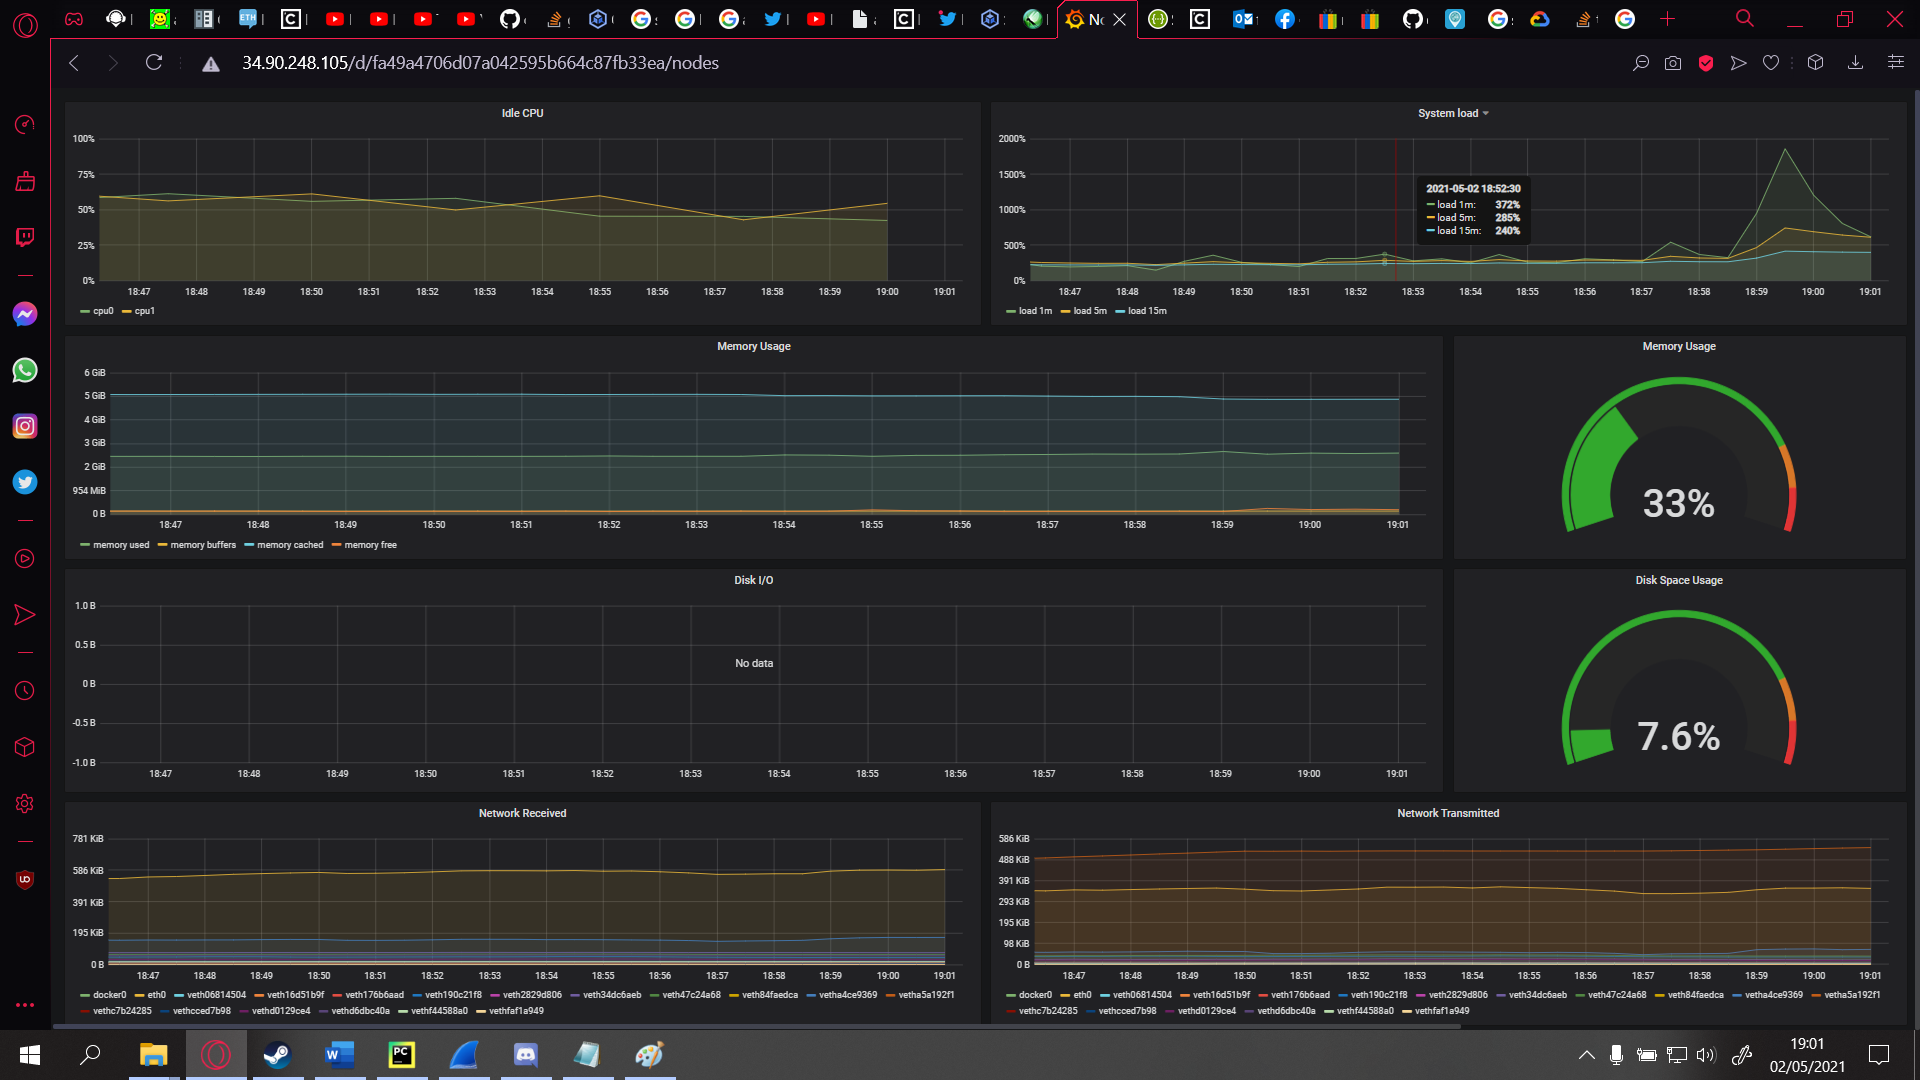 No
34.90.248.105/d/fa49a4706d07a042595b664c87fb33ea/nodes
Idle CPU
100%
75%
50%
25%
0%
18:47 18:48 18:49 18:50 18:51 18:52 18:53 18:54 18:55 18:56 18:57 18:58 18:59 19:00 19:01
cpu0 cpu1
System load
2000%
1500%
1000%
500%
0%
2021-05-02 18:52:30
load 1m: 372%
load 5m: 285%
load 15m: 240%
18:47 18:48 18:49 18:50 18:51 18:52 18:53 18:54 18:55 18:56 18:57 18:58 18:59 19:00 19:01
load 1m load 5m load 15m
Memory Usage
6 GiB
5 GiB
4 GiB
3 GiB
2 GiB
954 MiB
0 B
18:47 18:48 18:49 18:50 18:51 18:52 18:53 18:54 18:55 18:56 18:57 18:58 18:59 19:00 19:01
memory used memory buffers memory cached memory free
Memory Usage
33%
Disk I/O
1.0 B
0.5 B
0 B
-0.5 B
-1.0 B
No data
18:47 18:48 18:49 18:50 18:51 18:52 18:53 18:54 18:55 18:56 18:57 18:58 18:59 19:00 19:01
Disk Space Usage
7.6%
Network Received
781 KiB
586 KiB
391 KiB
195 KiB
0 B
18:47 18:48 18:49 18:50 18:51 18:52 18:53 18:54 18:55 18:56 18:57 18:58 18:59 19:00 19:01
docker0 eth0 veth06814504 veth16d51b9f veth176b6aad veth190c21f8 veth2829d806 veth34dc6aeb veth47c24a68 veth84faedca vetha4ce9369 vetha5a192f1
vethc7b24285 vethcced7b98 vethd0129ce4 vethd6dbc40a vethf44588a0 vethfaf1a949
Network Transmitted
586 KiB
488 KiB
391 KiB
293 KiB
195 KiB
98 KiB
0 B
18:47 18:48 18:49 18:50 18:51 18:52 18:53 18:54 18:55 18:56 18:57 18:58 18:59 19:00 19:01
docker0 eth0 veth06814504 veth16d51b9f veth176b6aad veth190c21f8 veth2829d806 veth34dc6aeb veth47c24a68 veth84faedca vetha4ce9369 vetha5a192f1
vethc7b24285 vethcced7b98 vethd0129ce4 vethd6dbc40a vethf44588a0 vethfaf1a949
19:01
02/05/2021